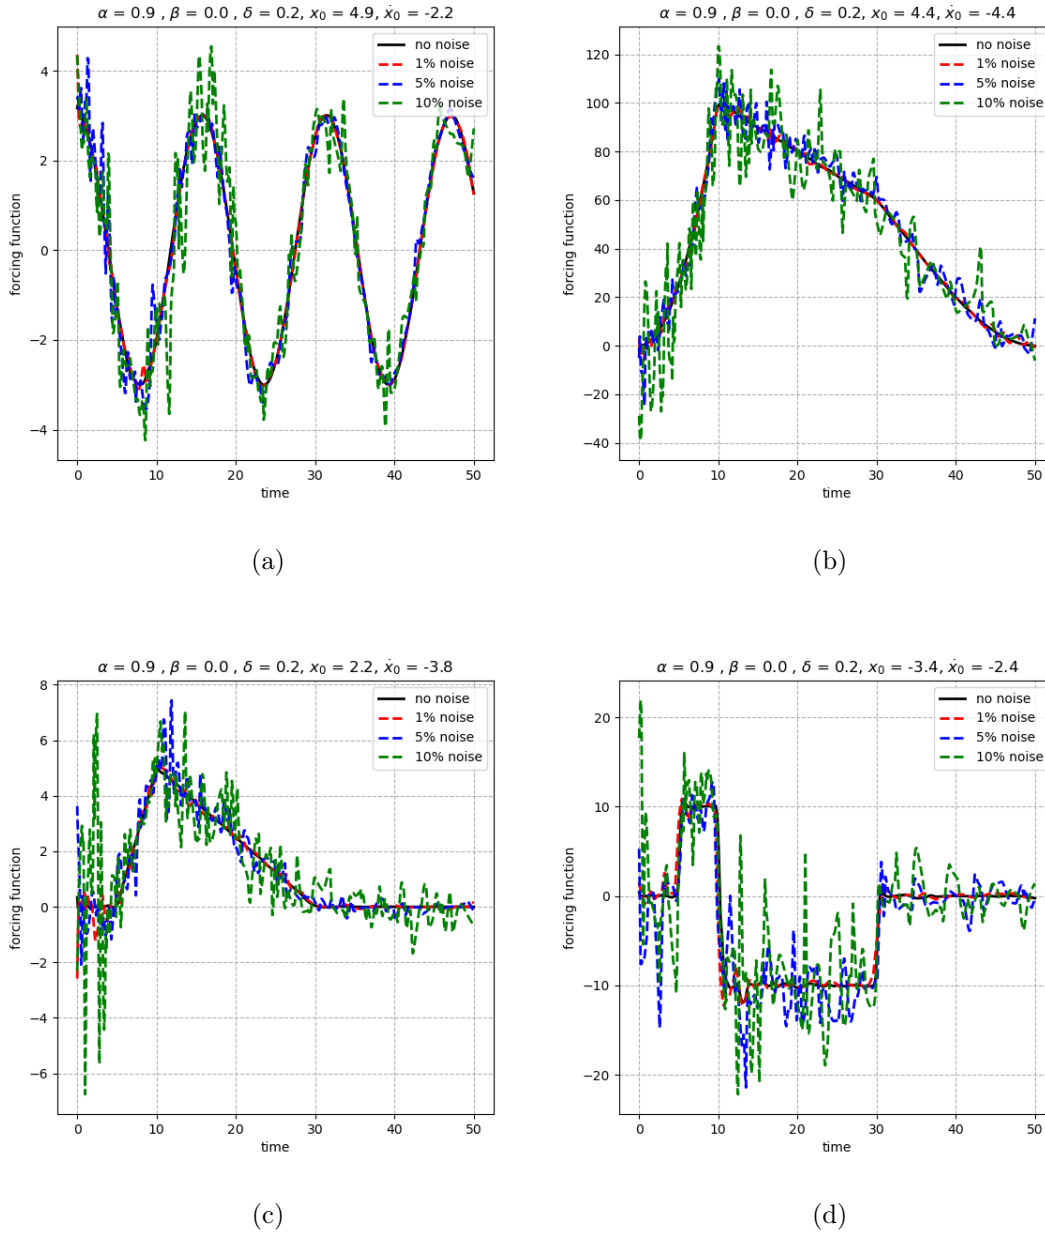 α = 0.9 , β = 0.0 , δ = 0.2, x₀ = 4.9, ẋ₀ = -2.2
no noise
1% noise
5% noise
10% noise
4
2
0
−2
−4
forcing function
0 10 20 30 40 50
time
(a)
α = 0.9 , β = 0.0 , δ = 0.2, x₀ = 4.4, ẋ₀ = -4.4
no noise
1% noise
5% noise
10% noise
120
100
80
60
40
20
0
−20
−40
forcing function
0 10 20 30 40 50
time
(b)
α = 0.9 , β = 0.0 , δ = 0.2, x₀ = 2.2, ẋ₀ = -3.8
no noise
1% noise
5% noise
10% noise
8
6
4
2
0
−2
−4
−6
forcing function
0 10 20 30 40 50
time
(c)
α = 0.9 , β = 0.0 , δ = 0.2, x₀ = -3.4, ẋ₀ = -2.4
no noise
1% noise
5% noise
10% noise
20
10
0
−10
−20
forcing function
0 10 20 30 40 50
time
(d)